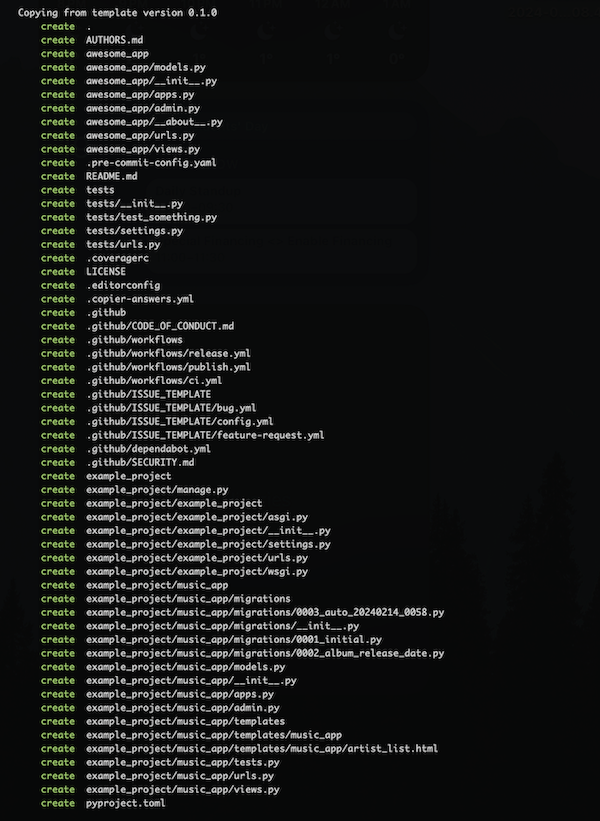 Copying from template version 0.1.0
create .
create AUTHORS.md
create awesome_app
create awesome_app/models.py
create awesome_app/__init__.py
create awesome_app/apps.py
create awesome_app/admin.py
create awesome_app/__about__.py
create awesome_app/urls.py
create awesome_app/views.py
create .pre-commit-config.yaml
create README.md
create tests
create tests/__init__.py
create tests/test_something.py
create tests/settings.py
create tests/urls.py
create .coveragerc
create LICENSE
create .editorconfig
create .copier-answers.yml
create .github
create .github/CODE_OF_CONDUCT.md
create .github/workflows
create .github/workflows/release.yml
create .github/workflows/publish.yml
create .github/workflows/ci.yml
create .github/ISSUE_TEMPLATE
create .github/ISSUE_TEMPLATE/bug.yml
create .github/ISSUE_TEMPLATE/config.yml
create .github/ISSUE_TEMPLATE/feature-request.yml
create .github/dependabot.yml
create .github/SECURITY.md
create example_project
create example_project/manage.py
create example_project/example_project
create example_project/example_project/asgi.py
create example_project/example_project/__init__.py
create example_project/example_project/settings.py
create example_project/example_project/urls.py
create example_project/example_project/wsgi.py
create example_project/music_app
create example_project/music_app/migrations
create example_project/music_app/migrations/0003_auto_20240214_0058.py
create example_project/music_app/migrations/__init__.py
create example_project/music_app/migrations/0001_initial.py
create example_project/music_app/migrations/0002_album_release_date.py
create example_project/music_app/models.py
create example_project/music_app/__init__.py
create example_project/music_app/apps.py
create example_project/music_app/admin.py
create example_project/music_app/templates
create example_project/music_app/templates/music_app
create example_project/music_app/templates/music_app/artist_list.html
create example_project/music_app/tests.py
create example_project/music_app/urls.py
create example_project/music_app/views.py
create pyproject.toml